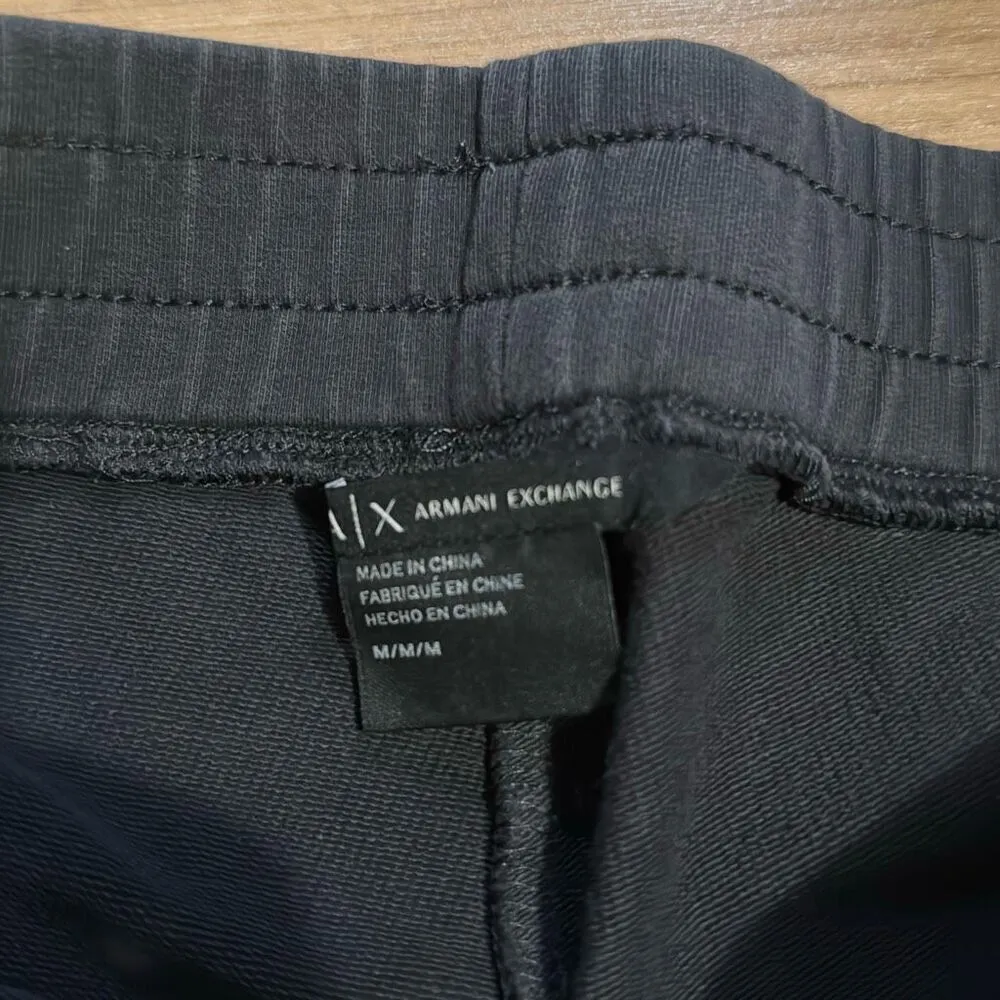 A|X ARMANI EXCHANGE
MADE IN CHINA
FABRIQUÉ EN CHINE
HECHO EN CHINA
M/M/M